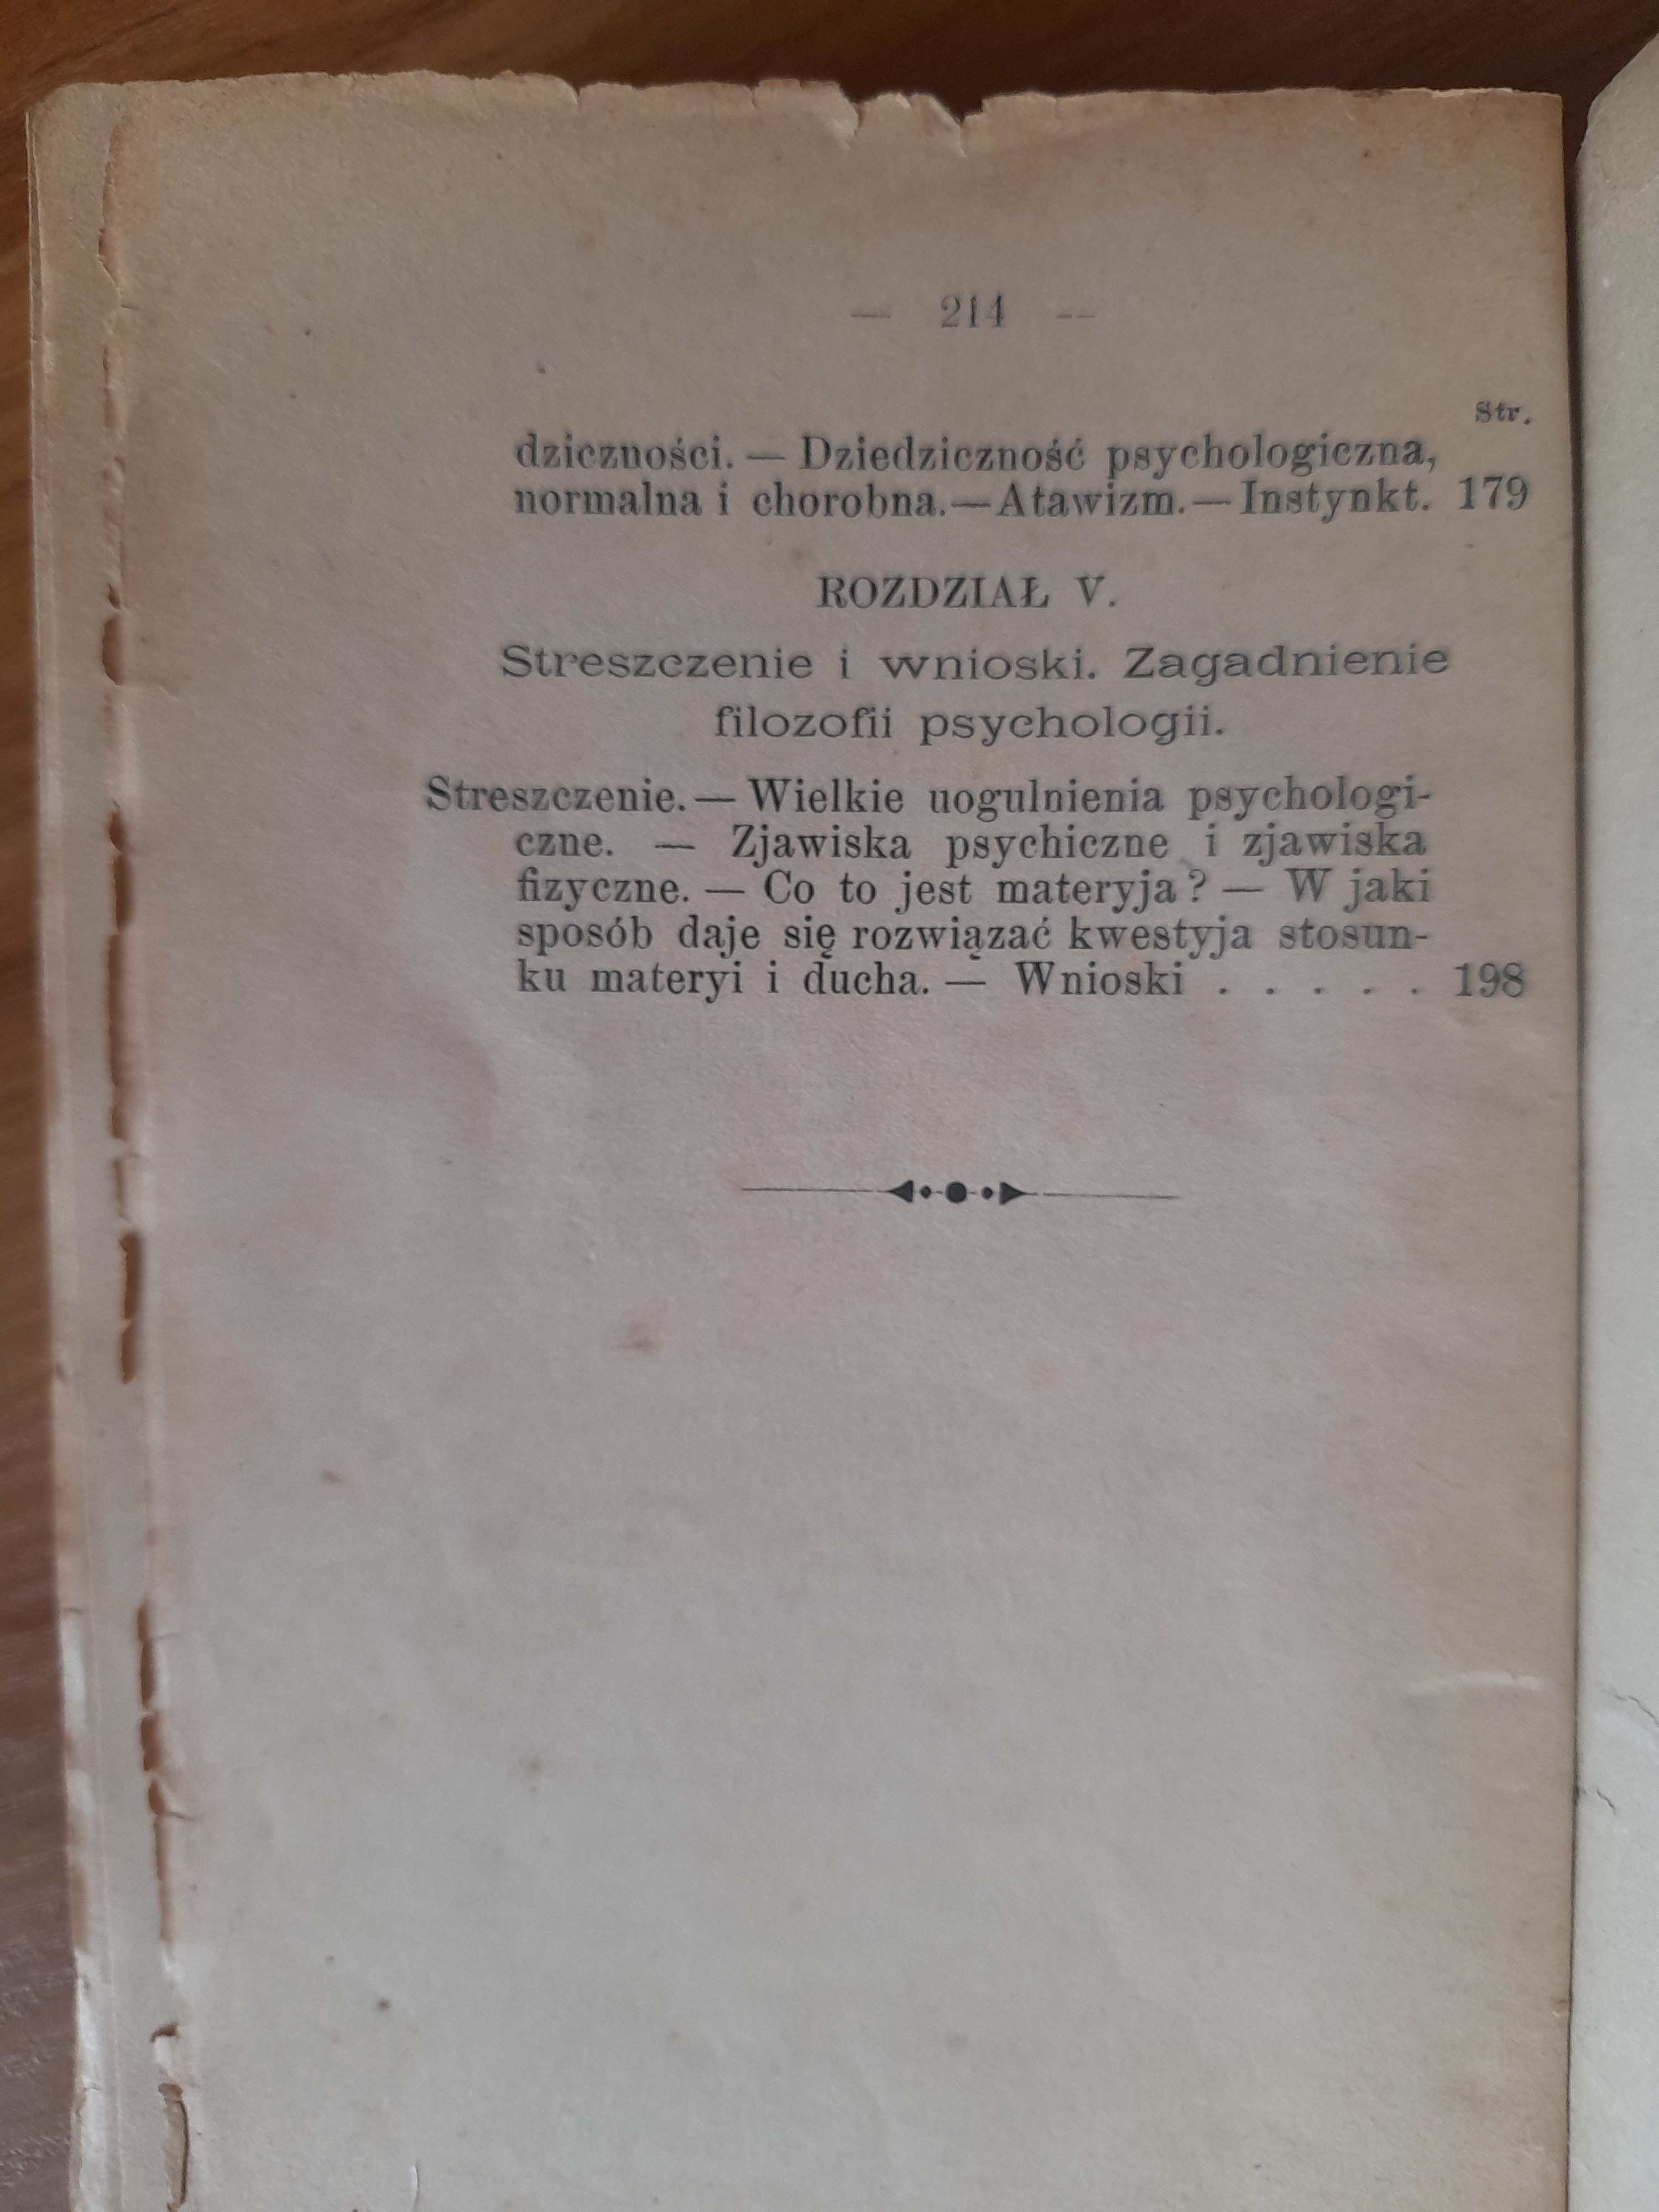 — 214 —
Str.
dziczności. — Dziedziczność psychologiczna,
normalna i chorobna.—Atawizm.—Instynkt. 179
ROZDZIAŁ V.
Streszczenie i wnioski. Zagadnienie
filozofii psychologii.
Streszczenie. — Wielkie uogulnienia psychologi-
czne. — Zjawiska psychiczne i zjawiska
fizyczne. — Co to jest materyja? — W jaki
sposób daje się rozwiązać kwestyja stosun-
ku materyi i ducha. — Wnioski . . . . . 198